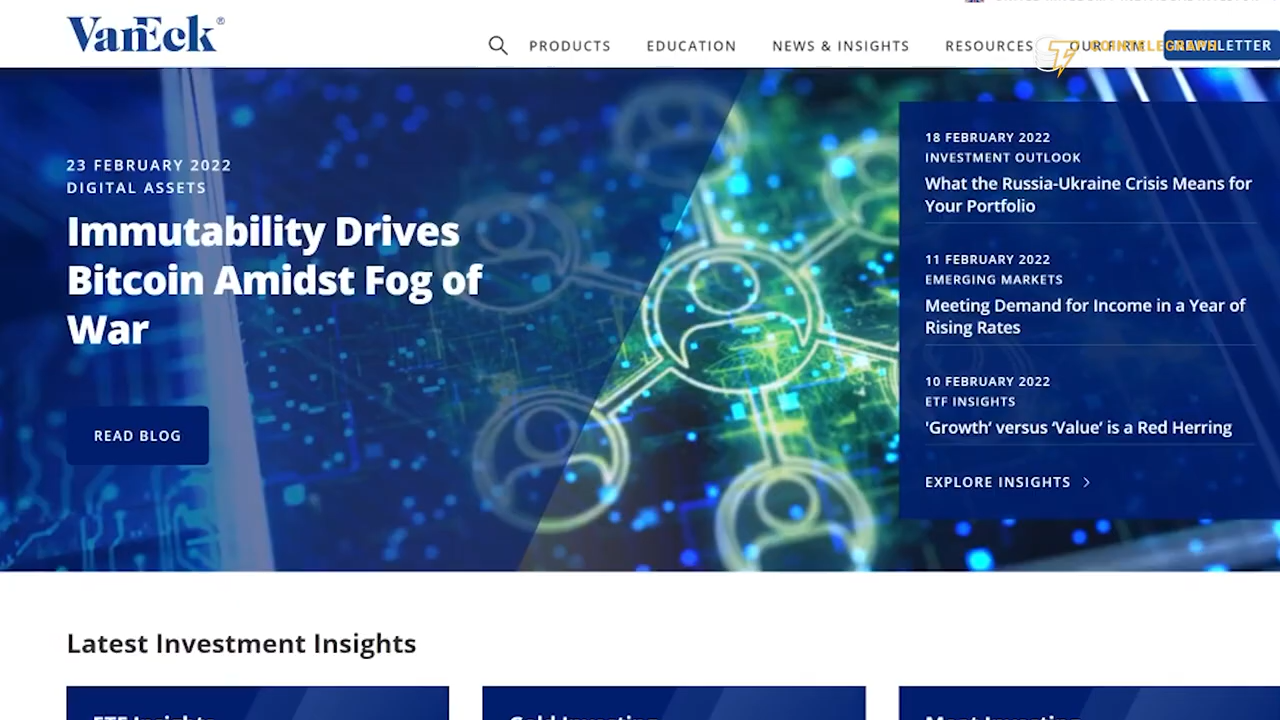 VanEck®
PRODUCTS
EDUCATION
NEWS & INSIGHTS
RESOURCES
OUR FIRM
COINTELEGRAPH
NEWSLETTER
23 FEBRUARY 2022
DIGITAL ASSETS
Immutability Drives
Bitcoin Amidst Fog of
War
READ BLOG
18 FEBRUARY 2022
INVESTMENT OUTLOOK
What the Russia-Ukraine Crisis Means for
Your Portfolio
11 FEBRUARY 2022
EMERGING MARKETS
Meeting Demand for Income in a Year of
Rising Rates
10 FEBRUARY 2022
ETF INSIGHTS
'Growth’ versus ‘Value’ is a Red Herring
EXPLORE INSIGHTS
Latest Investment Insights